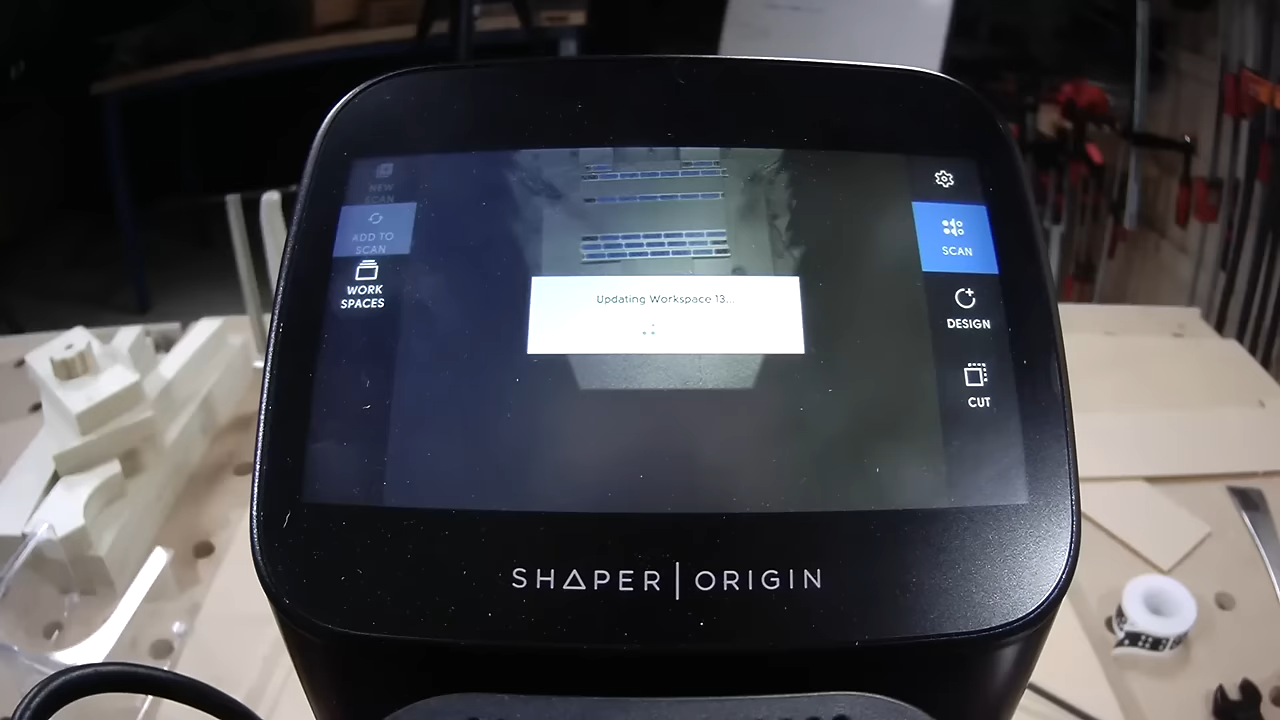 NEW
SCAN
ADD TO
SCAN
WORK
SPACES
Updating Workspace 13...
SCAN
DESIGN
CUT
SHAPER | ORIGIN